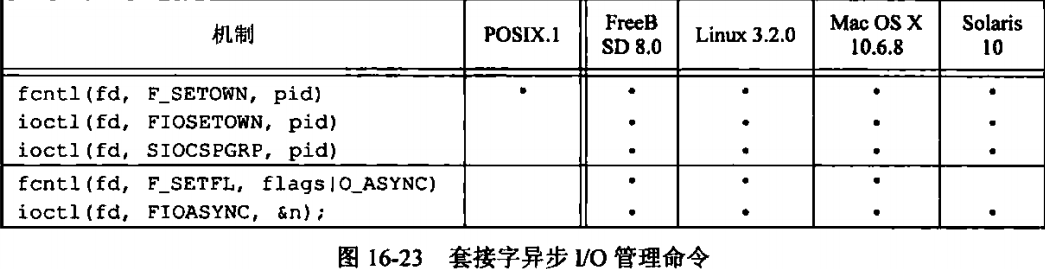 机制 POSIX.1 FreeB SD 8.0 Linux 3.2.0 Mac OS X 10.6.8 Solaris 10
fcntl(fd, F_SETOWN, pid) • • • • •
ioctl(fd, FIOSETOWN, pid) • • • •
ioctl(fd, SIOCSPGRP, pid) • • • •
fcntl(fd, F_SETFL, flags|O_ASYNC) • • •
ioctl(fd, FIOASYNC, &n); • • • •
图 16-23 套接字异步 I/O 管理命令